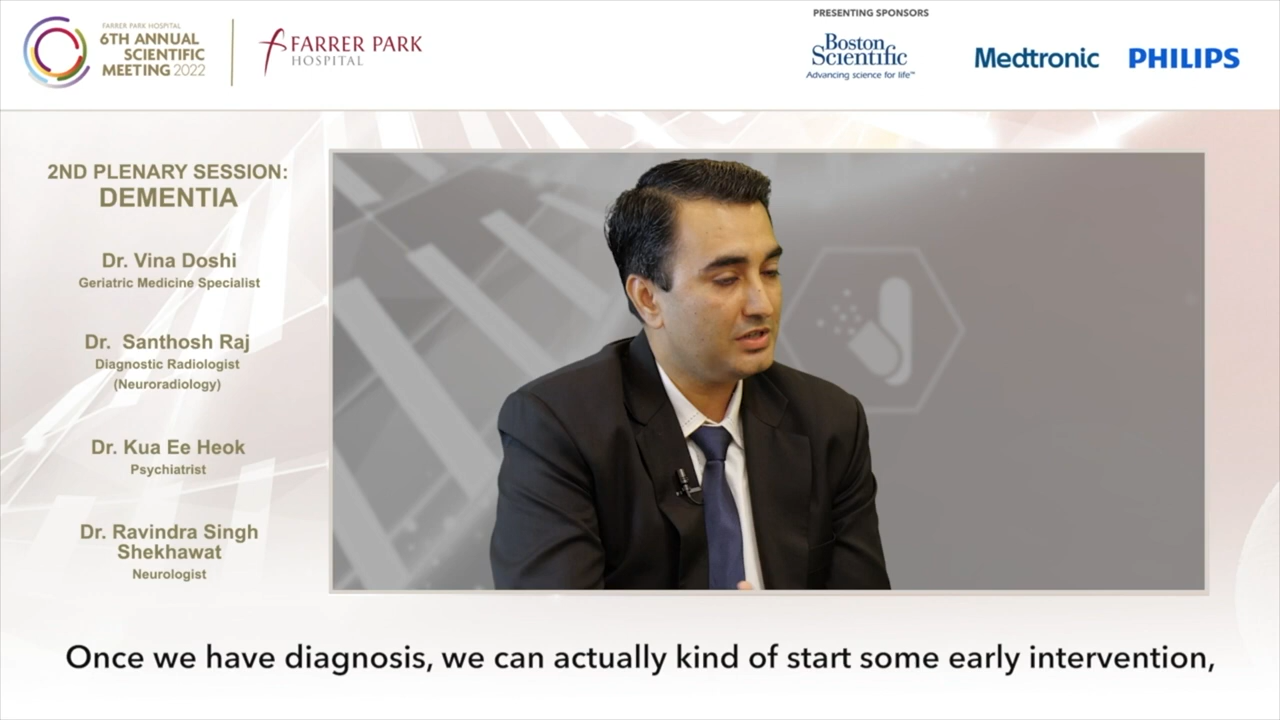 FARRER PARK HOSPITAL
6TH ANNUAL
SCIENTIFIC
MEETING 2022
FARRER PARK
HOSPITAL
PRESENTING SPONSORS
Boston
Scientific
Advancing science for life™
Medtronic
PHILIPS
2ND PLENARY SESSION:
DEMENTIA
Dr. Vina Doshi
Geriatric Medicine Specialist
Dr. Santhosh Raj
Diagnostic Radiologist
(Neuroradiology)
Dr. Kua Ee Heok
Psychiatrist
Dr. Ravindra Singh
Shekhawat
Neurologist
Once we have diagnosis, we can actually kind of start some early intervention,